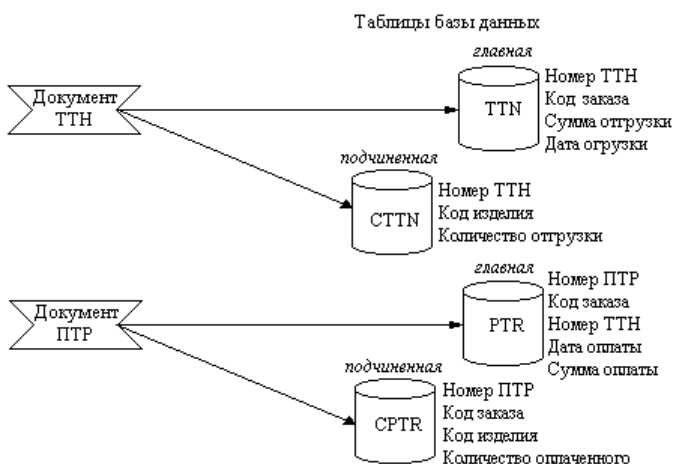 Таблицы базы данных
главная
Документ
ТТН
TTN
Номер ТТН
Код заказа
Сумма отгрузки
Дата огрузки
подчиненная
CTTN
Номер ТТН
Код изделия
Количество отгрузки
главная
Документ
ПТР
PTR
Номер ПТР
Код заказа
Номер ТТН
Дата оплаты
Сумма оплаты
подчиненная
CPTR
Номер ПТР
Код заказа
Код изделия
Количество оплаченного